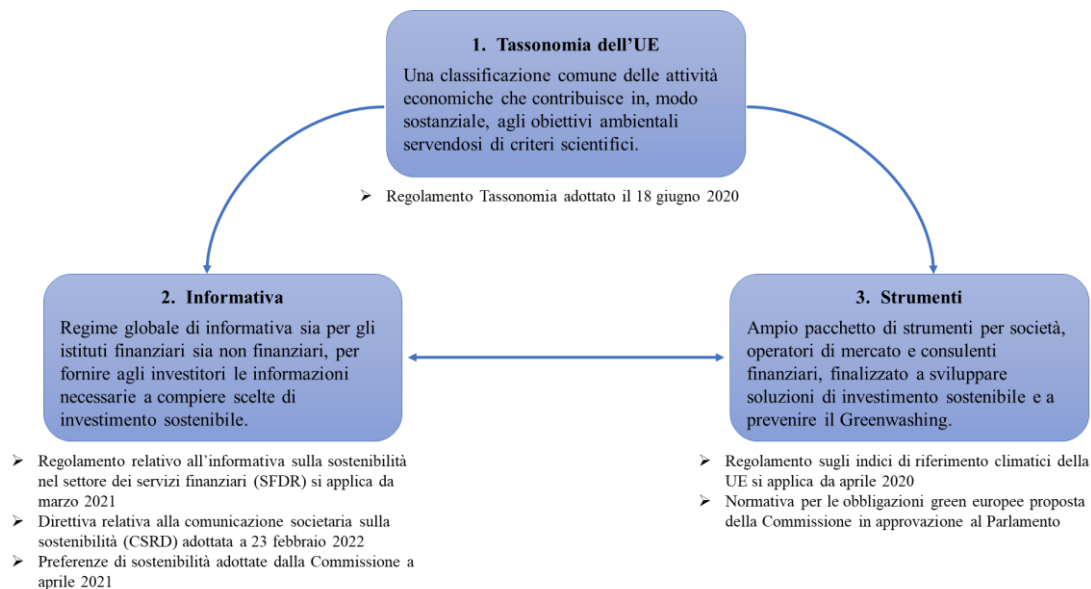 1. Tassonomia dell’UE
Una classificazione comune delle attività
economiche che contribuisce in, modo
sostanziale, agli obiettivi ambientali
servendosi di criteri scientifici.
➢ Regolamento Tassonomia adottato il 18 giugno 2020
2. Informativa
Regime globale di informativa sia per gli
istituti finanziari sia non finanziari, per
fornire agli investitori le informazioni
necessarie a compiere scelte di
investimento sostenibile.
➢ Regolamento relativo all’informativa sulla sostenibilità
nel settore dei servizi finanziari (SFDR) si applica da
marzo 2021
➢ Direttiva relativa alla comunicazione societaria sulla
sostenibilità (CSRD) adottata a 23 febbraio 2022
➢ Preferenze di sostenibilità adottate dalla Commissione a
aprile 2021
3. Strumenti
Ampio pacchetto di strumenti per società,
operatori di mercato e consulenti
finanziari, finalizzato a sviluppare
soluzioni di investimento sostenibile e a
prevenire il Greenwashing.
➢ Regolamento sugli indici di riferimento climatici della
UE si applica da aprile 2020
➢ Normativa per le obbligazioni green europee proposta
della Commissione in approvazione al Parlamento